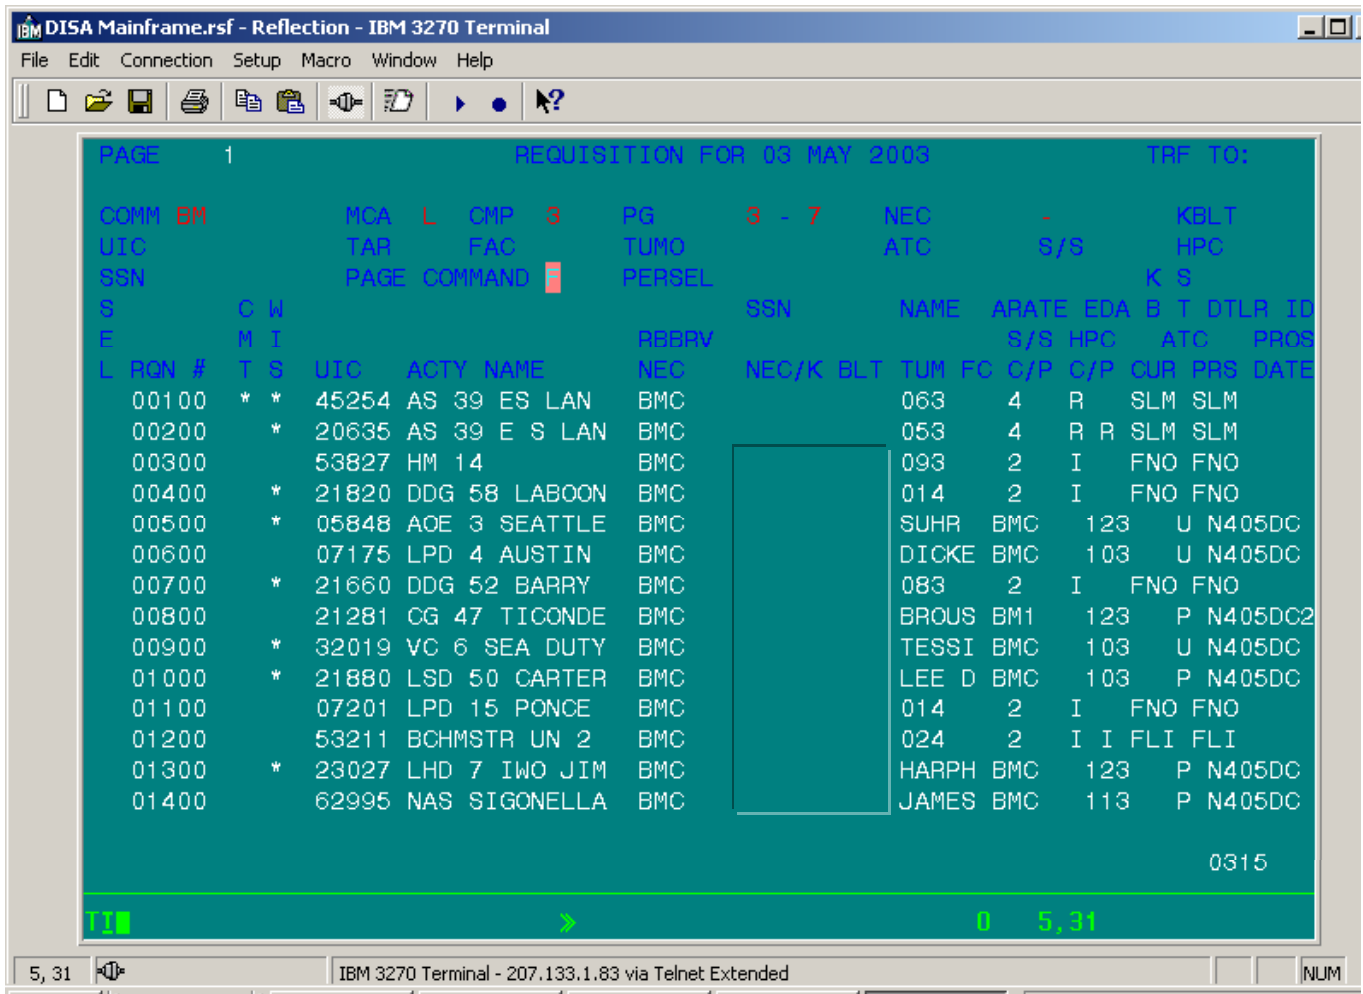 IBM DISA Mainframe.rsf - Reflection - IBM 3270 Terminal
File Edit Connection Setup Macro Window Help
PAGE 1 REQUISITION FOR 03 MAY 2003 TRF TO:
COMM BM MCA L CMP 3 PG 3 - 7 NEC - KBLT
UIC TAR FAC TUMO ATC S/S HPC
SSN PAGE COMMAND F PERSEL K S
S C W SSN NAME ARATE EDA B T DTLR ID
E M I RBBRV S/S HPC ATC PROS
L RQN # T S UIC ACTY NAME NEC NEC/K BLT TUM FC C/P C/P CUR PRS DATE
00100 * * 45254 AS 39 ES LAN BMC 063 4 R SLM SLM
00200 * 20635 AS 39 E S LAN BMC 053 4 R R SLM SLM
00300 53827 HM 14 BMC 093 2 I FNO FNO
00400 * 21820 DDG 58 LABOON BMC 014 2 I FNO FNO
00500 * 05848 AOE 3 SEATTLE BMC SUHR BMC 123 U N405DC
00600 07175 LPD 4 AUSTIN BMC DICKE BMC 103 U N405DC
00700 * 21660 DDG 52 BARRY BMC 083 2 I FNO FNO
00800 21281 CG 47 TICONDE BMC BROUS BM1 123 P N405DC2
00900 * 32019 VC 6 SEA DUTY BMC TESSI BMC 103 U N405DC
01000 * 21880 LSD 50 CARTER BMC LEE D BMC 103 P N405DC
01100 07201 LPD 15 PONCE BMC 014 2 I FNO FNO
01200 53211 BCHMSTR UN 2 BMC 024 2 I I FLI FLI
01300 * 23027 LHD 7 IWO JIM BMC HARPH BMC 123 P N405DC
01400 62995 NAS SIGONELLA BMC JAMES BMC 113 P N405DC
0315
TI » 0 5,31
5, 31 IBM 3270 Terminal - 207.133.1.83 via Telnet Extended NUM